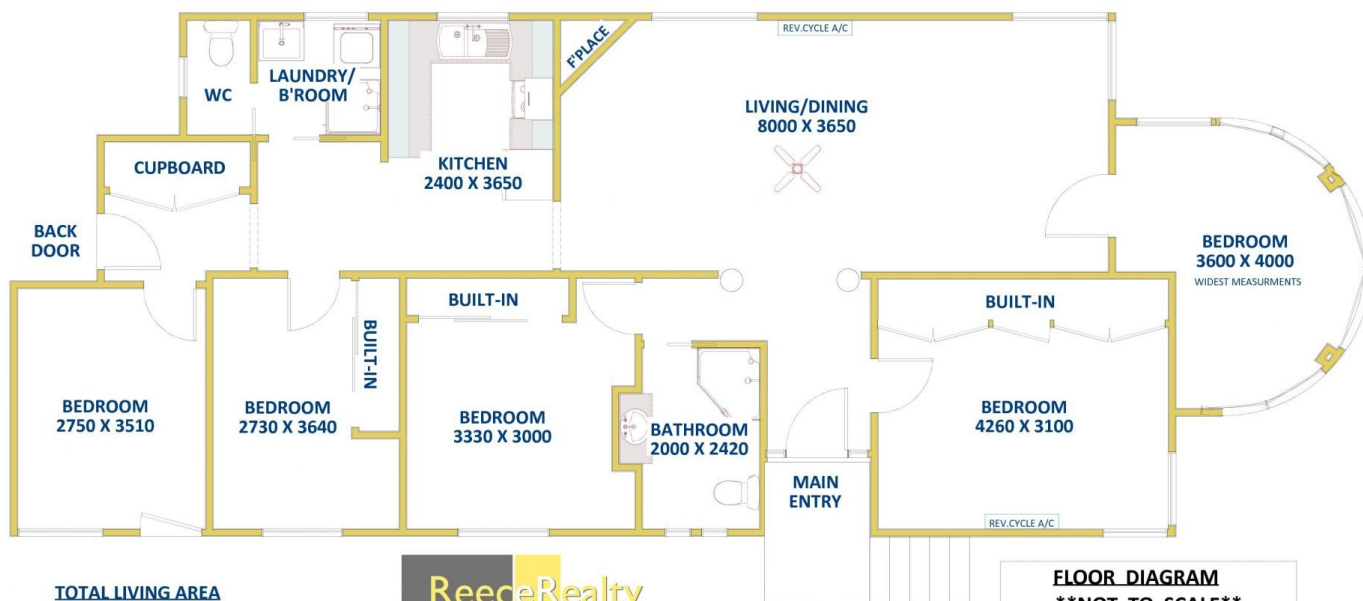 REV.CYCLE A/C
F'PLACE
WC
LAUNDRY/
B'ROOM
LIVING/DINING
8000 X 3650
KITCHEN
2400 X 3650
CUPBOARD
BACK
DOOR
BEDROOM
3600 X 4000
WIDEST MEASURMENTS
BUILT-IN
BUILT-IN
BUILT-IN
BEDROOM
2750 X 3510
BEDROOM
2730 X 3640
BEDROOM
3330 X 3000
BATHROOM
2000 X 2420
BEDROOM
4260 X 3100
MAIN
ENTRY
REV.CYCLE A/C
TOTAL LIVING AREA
ReeceRealty
FLOOR DIAGRAM
**NOT TO SCALE**